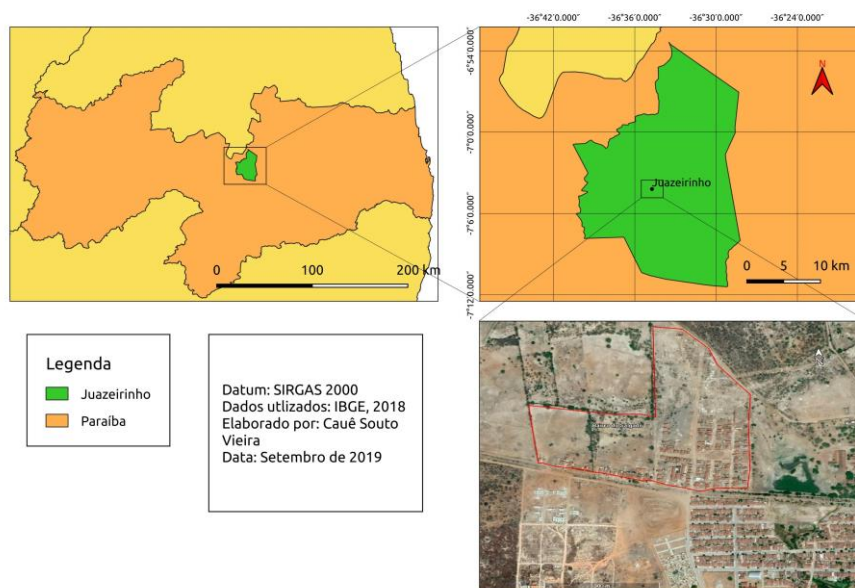 -36°42'0.000" -36°36'0.000" -36°30'0.000" -36°24'0.000"
-6°54'0.000"
-7°0'0.000"
-7°6'0.000"
-7°12'0.000"
N
Juazeirinho
0 100 200 km
0 5 10 km
Legenda
Juazeirinho
Paraíba
Datum: SIRGAS 2000
Dados utlizados: IBGE, 2018
Elaborado por: Cauê Souto
Vieira
Data: Setembro de 2019